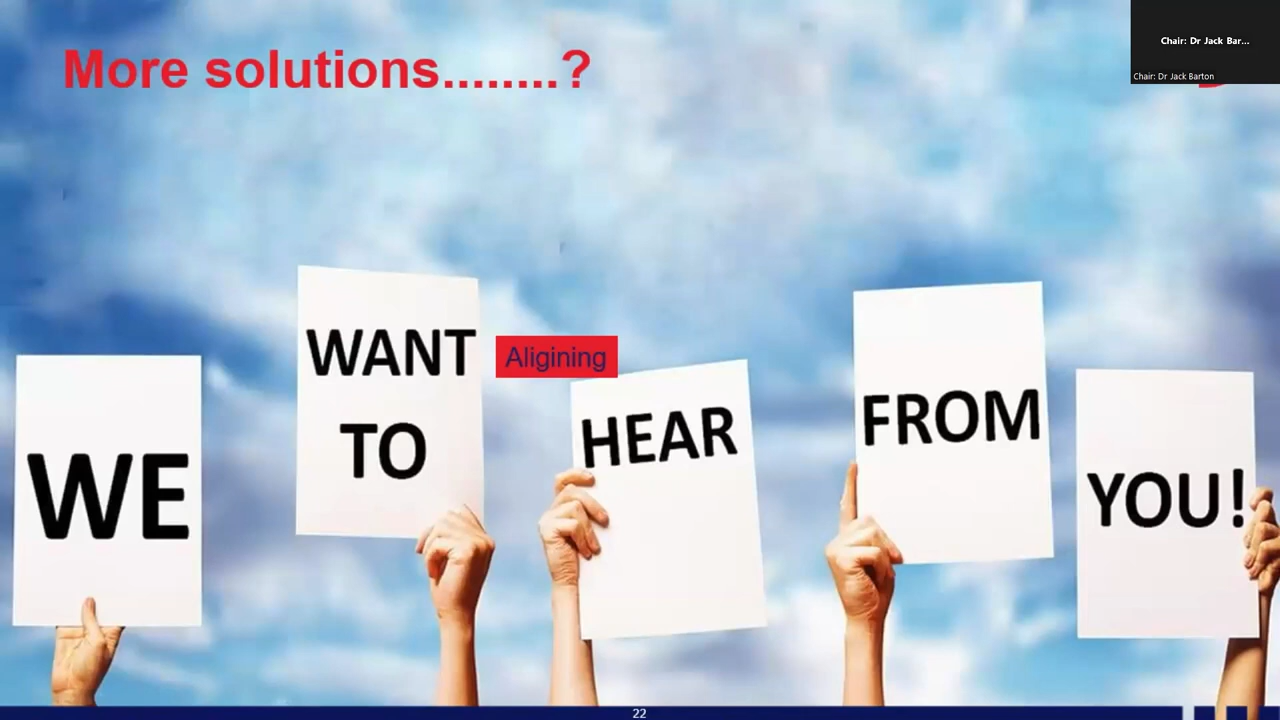 More solutions........?
Chair: Dr Jack Bar...
Chair: Dr Jack Barton
WE
WANT
TO
Aligining
HEAR
FROM
YOU!
22